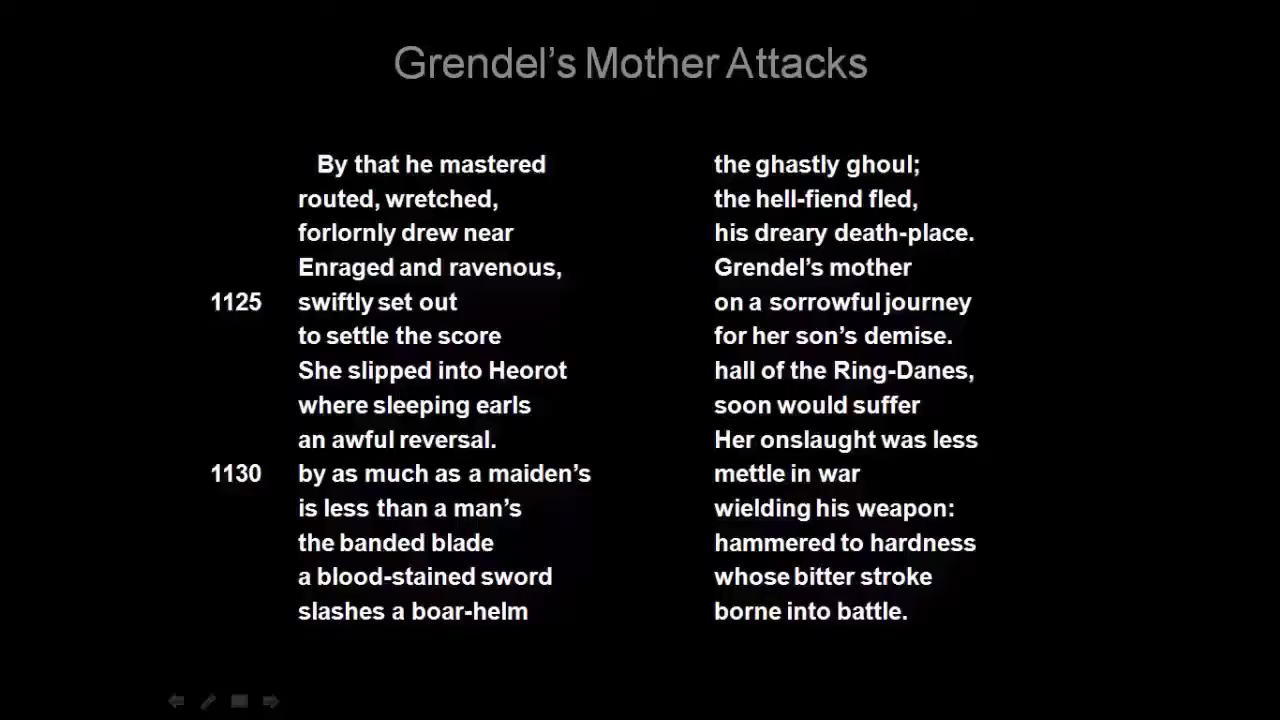 Grendel's Mother Attacks
By that he mastered the ghastly ghoul;
routed, wretched, the hell-fiend fled,
forlornly drew near his dreary death-place.
Enraged and ravenous, Grendel's mother
1125 swiftly set out on a sorrowful journey
to settle the score for her son's demise.
She slipped into Heorot hall of the Ring-Danes,
where sleeping earls soon would suffer
an awful reversal. Her onslaught was less
1130 by as much as a maiden's mettle in war
is less than a man's wielding his weapon:
the banded blade hammered to hardness
a blood-stained sword whose bitter stroke
slashes a boar-helm borne into battle.